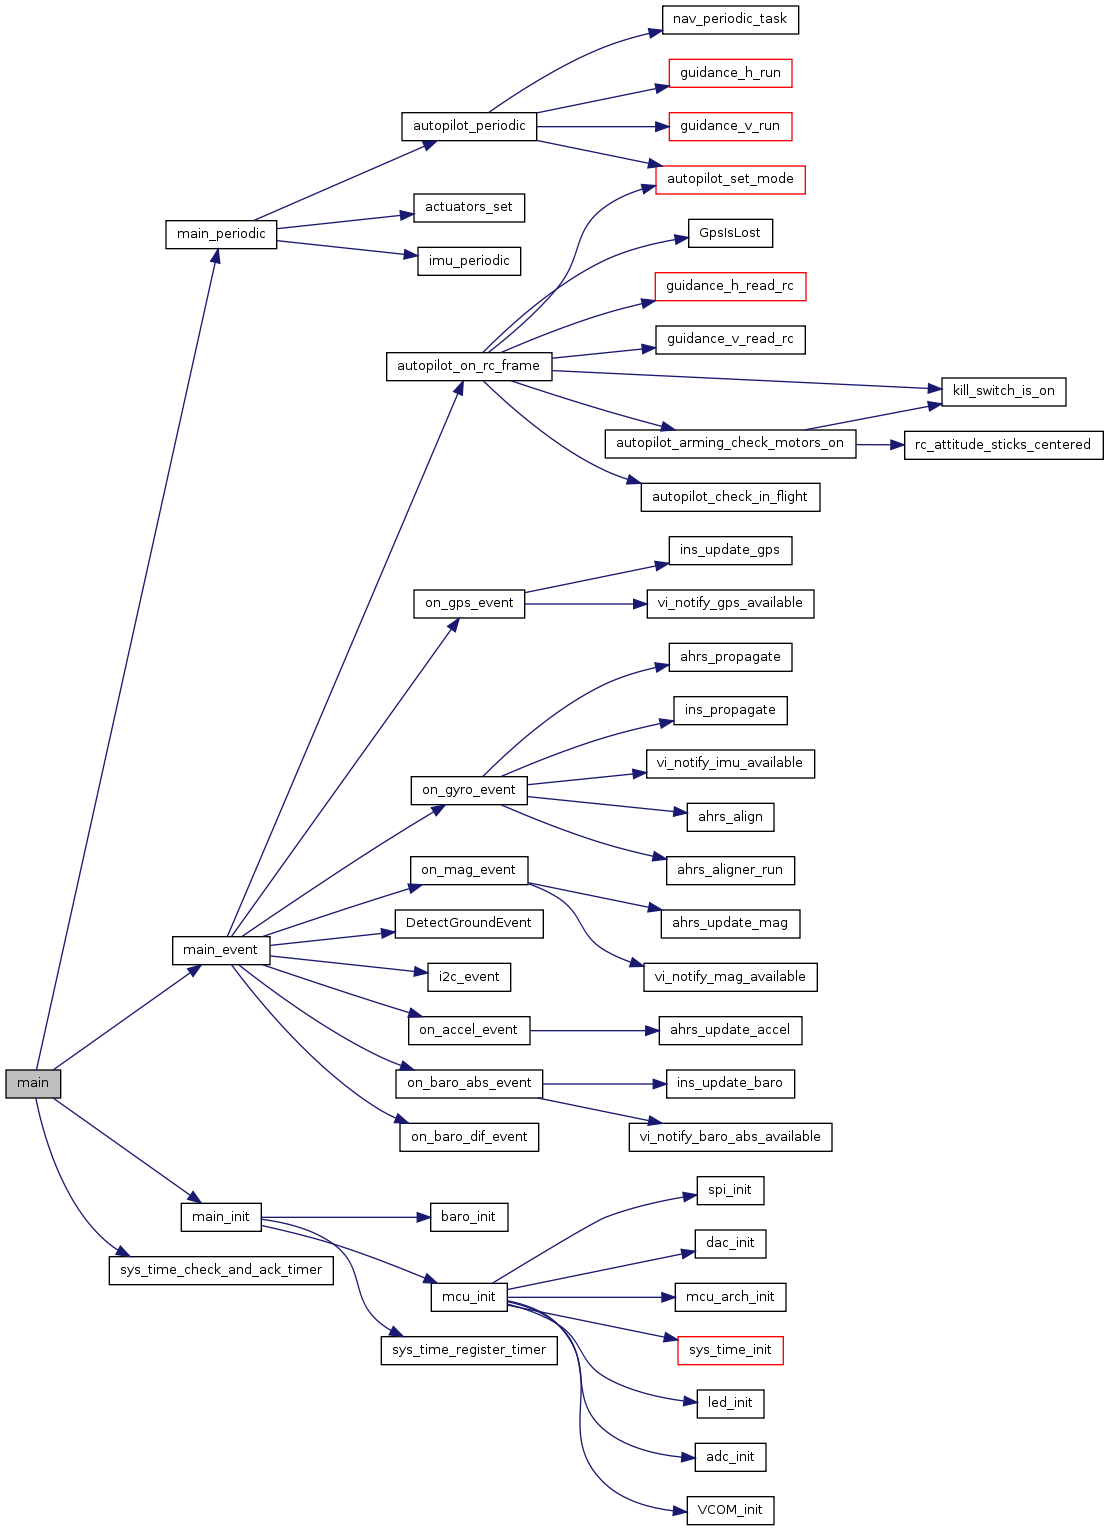 nav_periodic_task
guidance_h_run
autopilot_periodic
guidance_v_run
autopilot_set_mode
actuators_set
main_periodic
GpsIsLost
imu_periodic
guidance_h_read_rc
guidance_v_read_rc
autopilot_on_rc_frame
kill_switch_is_on
autopilot_arming_check_motors_on
rc_attitude_sticks_centered
autopilot_check_in_flight
ins_update_gps
on_gps_event
vi_notify_gps_available
ahrs_propagate
ins_propagate
vi_notify_imu_available
on_gyro_event
ahrs_align
on_mag_event
ahrs_aligner_run
DetectGroundEvent
ahrs_update_mag
main_event
i2c_event
vi_notify_mag_available
on_accel_event
ahrs_update_accel
main
on_baro_abs_event
ins_update_baro
on_baro_dif_event
vi_notify_baro_abs_available
spi_init
main_init
baro_init
dac_init
sys_time_check_and_ack_timer
mcu_init
mcu_arch_init
sys_time_register_timer
sys_time_init
led_init
adc_init
VCOM_init